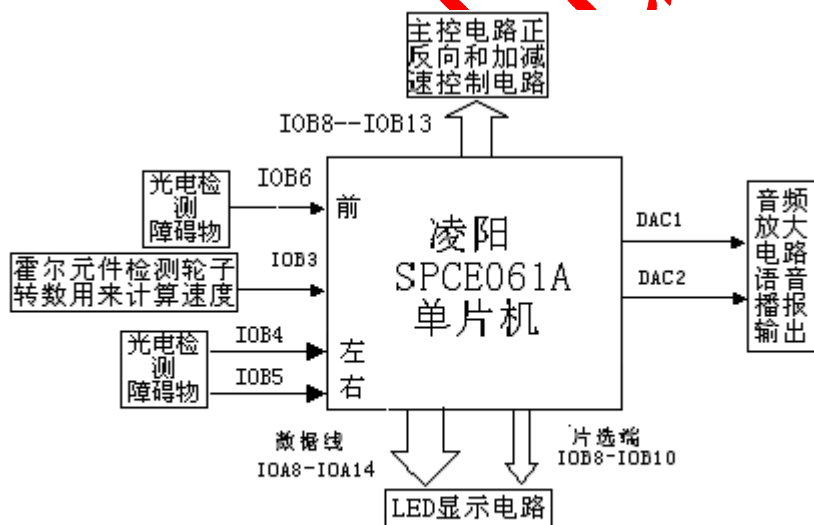 主控电路正
反向和加减
速控制电路
IOB8--IOB13
光电检
测
障碍物
IOB6
前
霍尔元件检测轮子
转数用来计算速度
IOB3
光电检
测
障碍物
IOB4
左
IOB5
右
凌阳
SPCE061A
单片机
DAC1
DAC2
音频
放大
电路
语音
播报
输出
数据线
IOA8-IOA14
片选端
IOB8-IOB10
LED显示电路